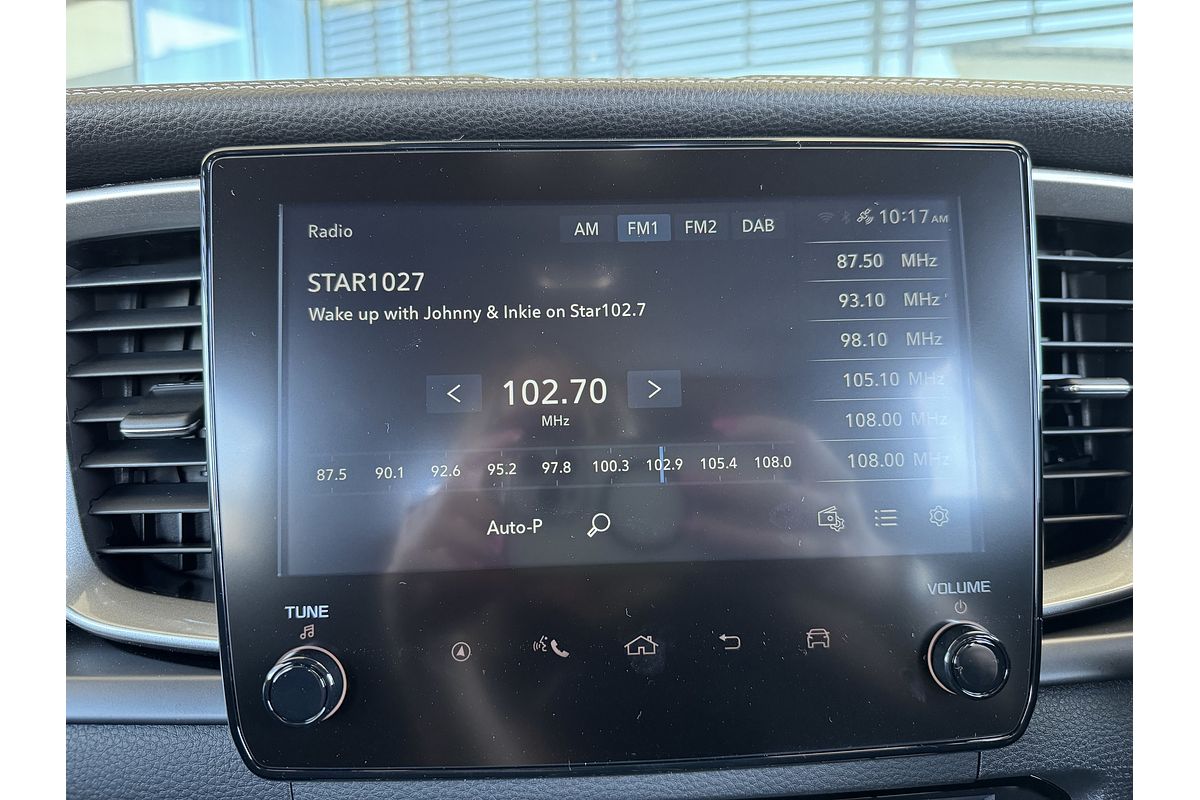 Radio
AM FM1 FM2 DAB
10:17 AM
STAR1027
Wake up with Johnny & Inkie on Star102.7
< 102.70 >
MHz
87.5 90.1 92.6 95.2 97.8 100.3 102.9 105.4 108.0
Auto-P
87.50 MHz
93.10 MHz
98.10 MHz
105.10 MHz
108.00 MHz
108.00 MHz
TUNE
VOLUME